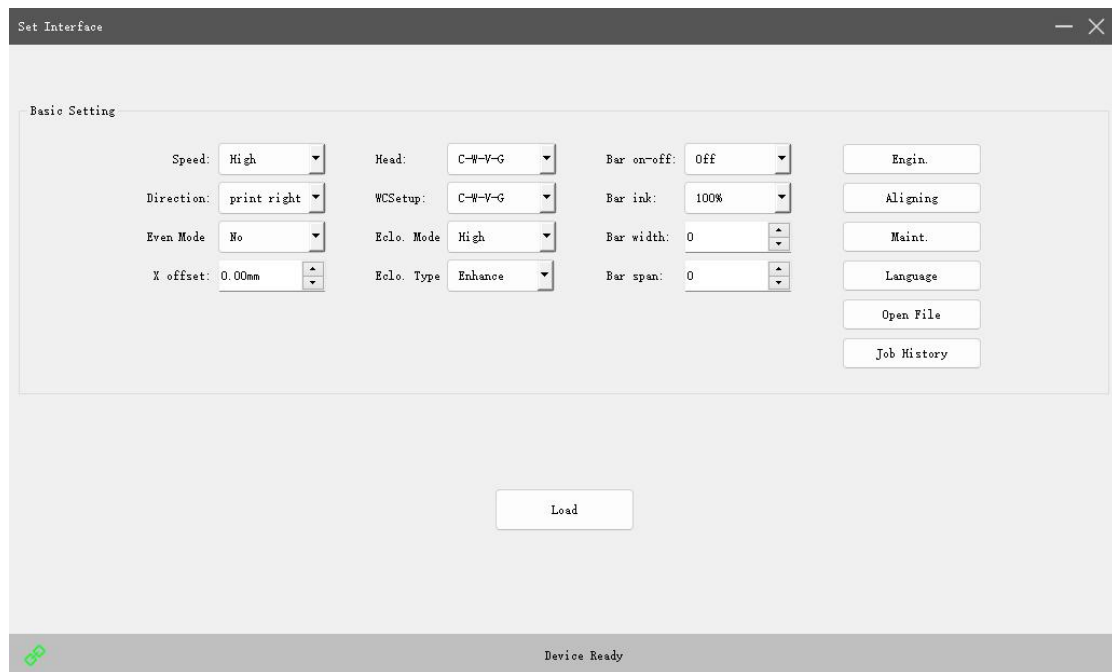 Set Interface
Basic Setting
Speed: High Head: C-W-V-G Bar on-off: Off Engin.
Direction: print right WCSetup: C-W-V-G Bar ink: 100% Aligning
Even Mode No Eclo. Mode High Bar width: 0 Maint.
X offset: 0.00mm Eclo. Type Enhance Bar span: 0 Language
Open File
Job History
Load
Device Ready